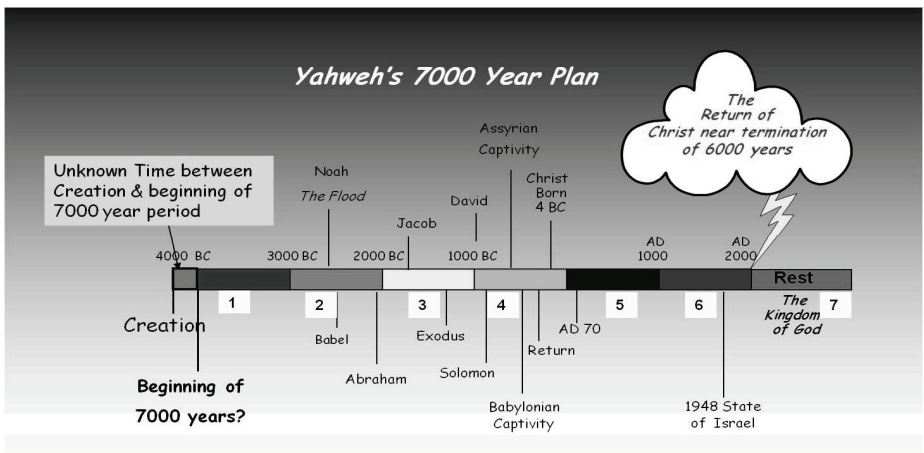 Yahweh's 7000 Year Plan
The
Return of
Christ near termination
of 6000 years
Unknown Time between
Creation & beginning of
7000 year period
Noah
The Flood
Jacob
David
Assyrian
Captivity
Christ
Born
4 BC
4000 BC
3000 BC
2000 BC
1000 BC
AD
1000
AD
2000
1
2
3
4
5
6
Rest
7
The
Kingdom
of God
Creation
Beginning of
7000 years?
Babel
Abraham
Exodus
Solomon
Babylonian
Captivity
Return
AD 70
1948 State
of Israel